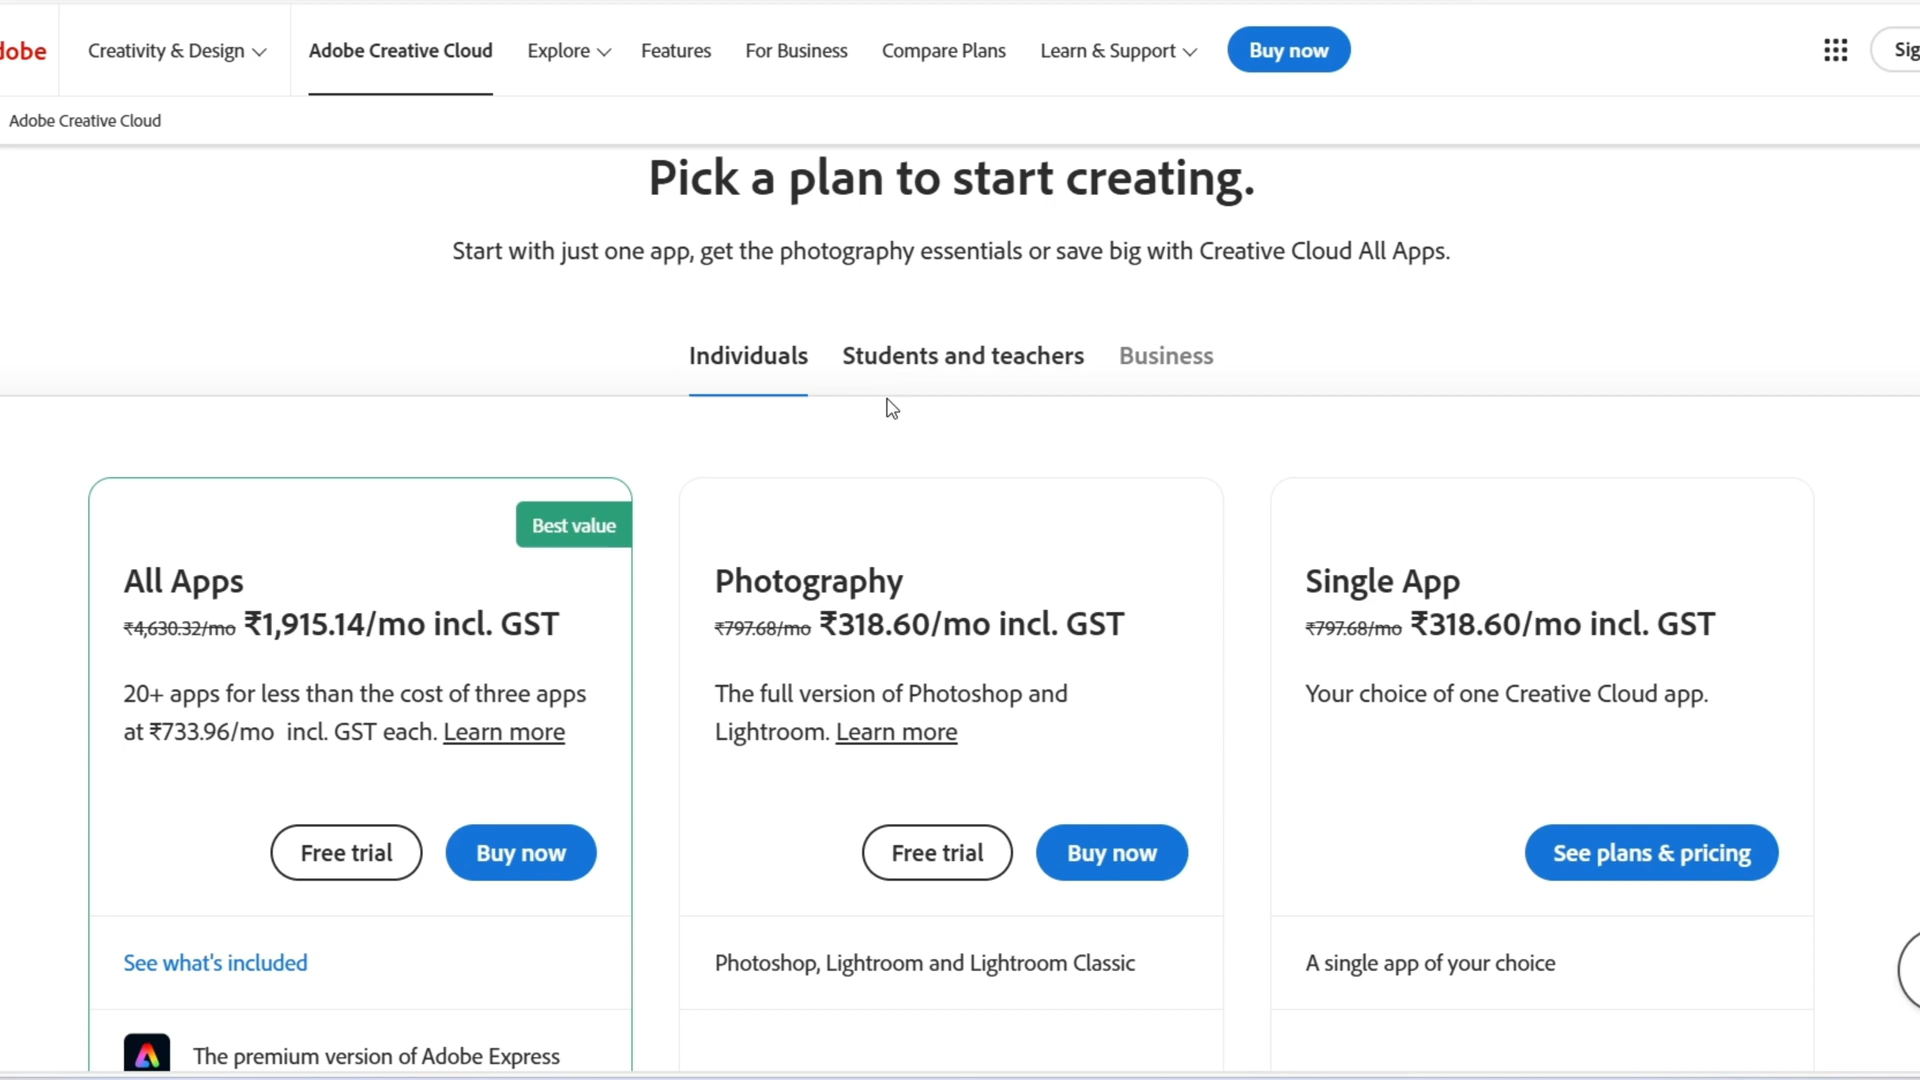 dobe
Creativity & Design
Adobe Creative Cloud
Explore
Features
For Business
Compare Plans
Learn & Support
Buy now
Sig
Adobe Creative Cloud
Pick a plan to start creating.
Start with just one app, get the photography essentials or save big with Creative Cloud All Apps.
Individuals
Students and teachers
Business
Best value
All Apps
₹4,630.32/mo ₹1,915.14/mo incl. GST
20+ apps for less than the cost of three apps
at ₹733.96/mo incl. GST each. Learn more
Free trial
Buy now
See what's included
The premium version of Adobe Express
Photography
₹797.68/mo ₹318.60/mo incl. GST
The full version of Photoshop and
Lightroom. Learn more
Free trial
Buy now
Photoshop, Lightroom and Lightroom Classic
Single App
₹797.68/mo ₹318.60/mo incl. GST
Your choice of one Creative Cloud app.
See plans & pricing
A single app of your choice